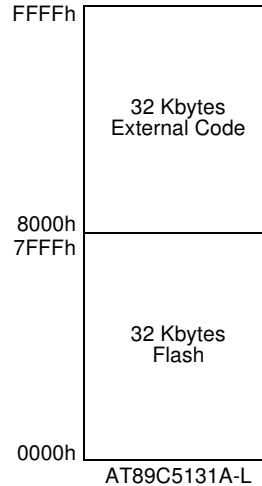 FFFFh
32 Kbytes
External Code
8000h
7FFFh
32 Kbytes
Flash
0000h
AT89C5131A-L